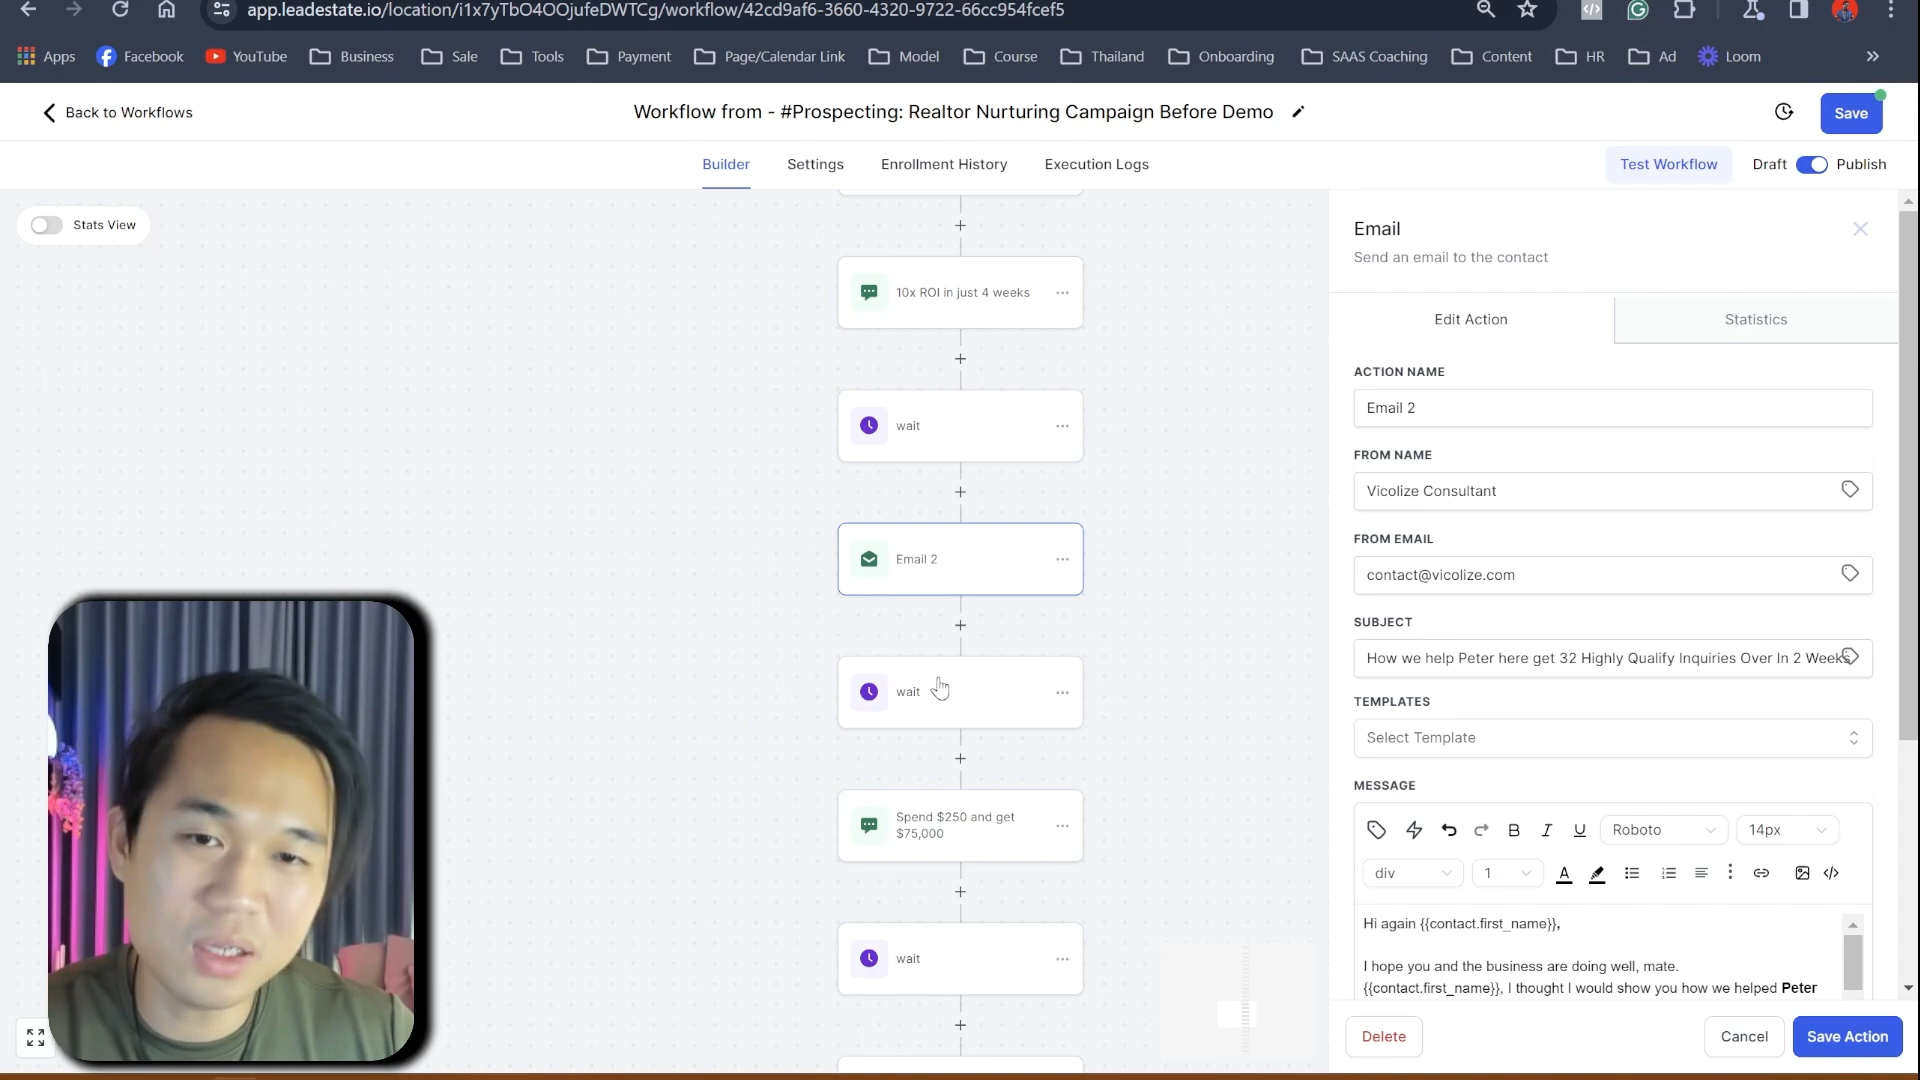 app.leadestate.io/location/i1x7yTbO4OOjufeDWTCg/workflow/42cd9af6-3660-4320-9722-66cc954fcef5
Apps Facebook YouTube Business Sale Tools Payment Page/Calendar Link Model Course Thailand Onboarding SAAS Coaching Content HR Ad Loom
Back to Workflows
Workflow from - #Prospecting: Realtor Nurturing Campaign Before Demo
Save
Builder Settings Enrollment History Execution Logs
Test Workflow Draft Publish
Stats View
10x ROI in just 4 weeks
wait
Email 2
wait
Spend $250 and get
$75,000
wait
Email
Send an email to the contact
Edit Action Statistics
ACTION NAME
Email 2
FROM NAME
Vicolize Consultant
FROM EMAIL
contact@vicolize.com
SUBJECT
How we help Peter here get 32 Highly Qualify Inquiries Over In 2 Weeks
TEMPLATES
Select Template
MESSAGE
B I U Roboto 14px
div 1 A
Hi again {{contact.first_name}},
I hope you and the business are doing well, mate.
{{contact.first_name}}, I thought I would show you how we helped Peter
Delete Cancel Save Action